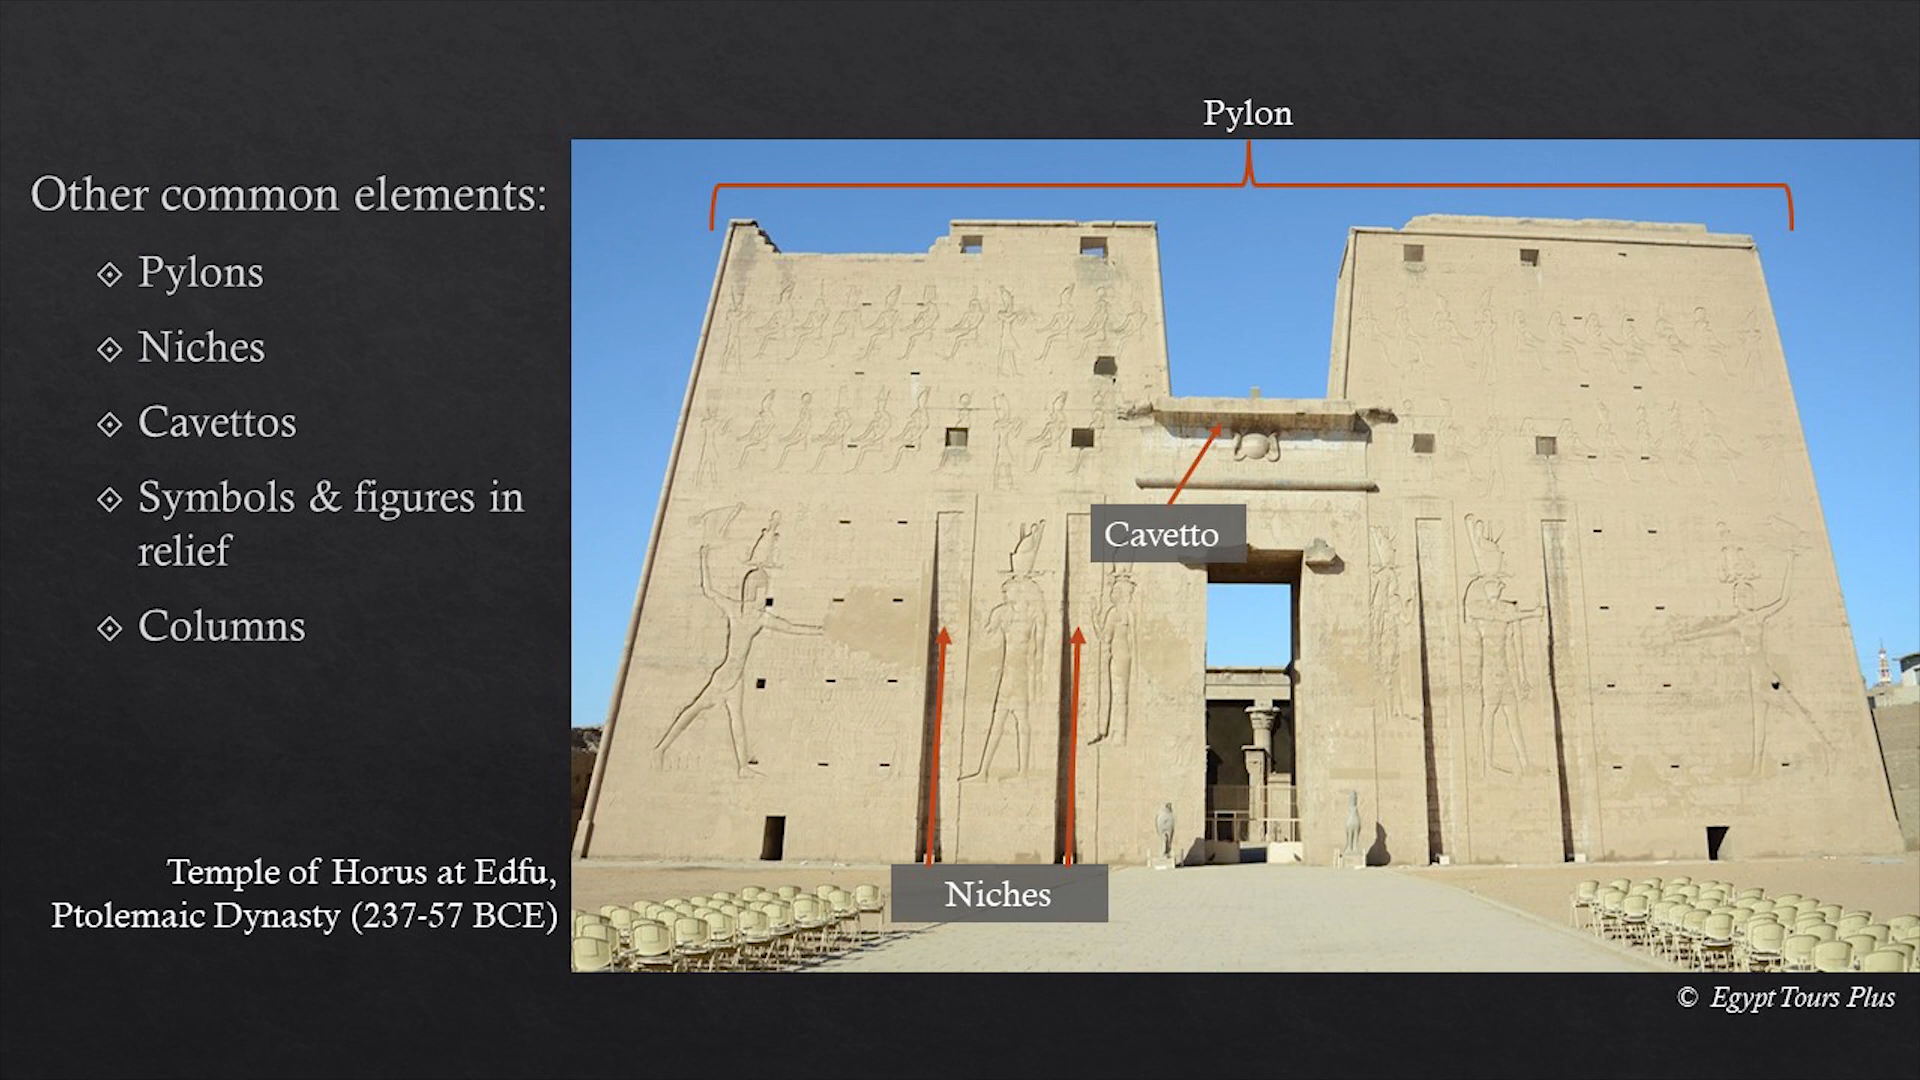 Pylon
Other common elements:
Pylons
Niches
Cavettos
Symbols & figures in
relief
Columns
Cavetto
Niches
Temple of Horus at Edfu,
Ptolemaic Dynasty (237-57 BCE)
© Egypt Tours Plus